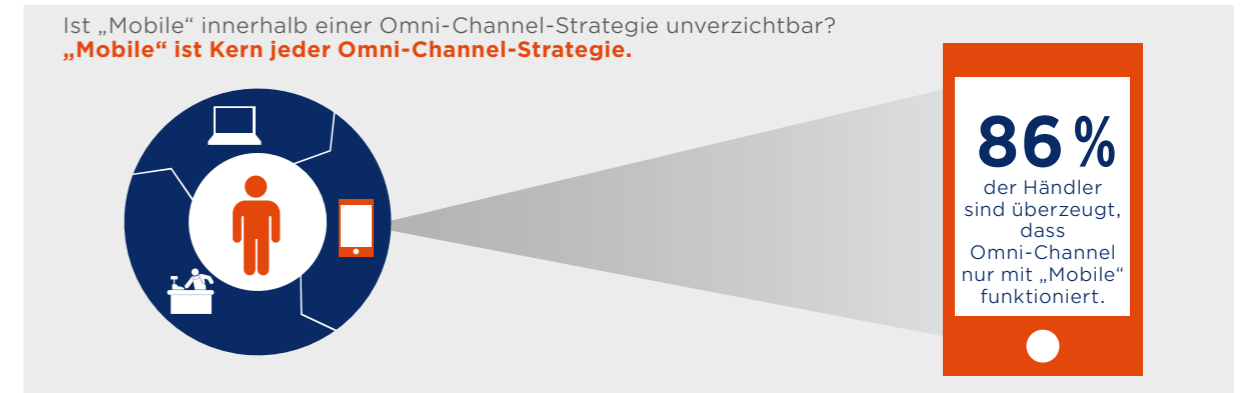 Ist „Mobile“ innerhalb einer Omni-Channel-Strategie unverzichtbar?
„Mobile“ ist Kern jeder Omni-Channel-Strategie.
86 %
der Händler
sind überzeugt,
dass
Omni-Channel
nur mit „Mobile“
funktioniert.